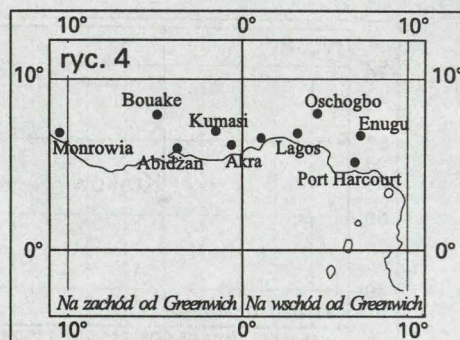 10° 0° 10°
ryc. 4
10° 10°
Bouake Oschogbo
Kumasi Enugu
Monrowia Lagos
Abidżan Akra
Port Harcourt
0° 0°
Na zachód od Greenwich Na wschód od Greenwich
10° 0° 10°